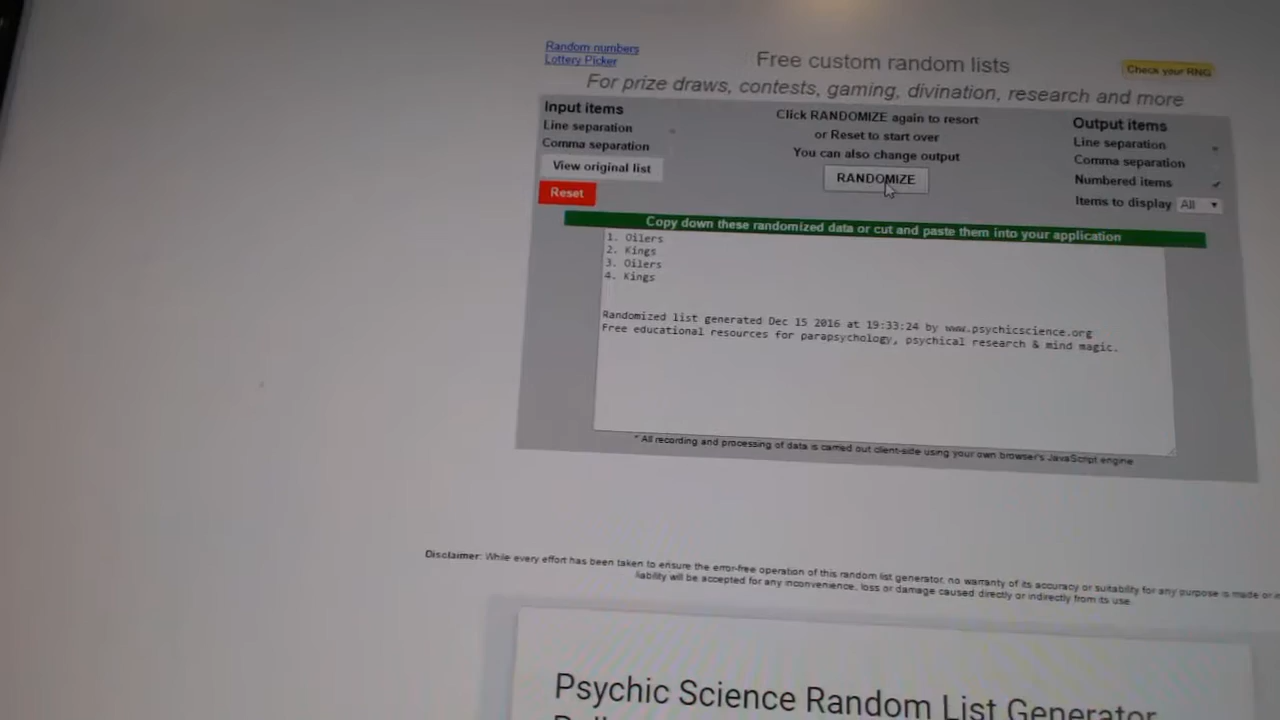 Random numbers
Lottery Picker
Free custom random lists
Check your RNG
For prize draws, contests, gaming, divination, research and more
Input items
Line separation
Comma separation
View original list
Reset
Click RANDOMIZE again to resort
or Reset to start over
You can also change output
RANDOMIZE
Output items
Line separation
Comma separation
Numbered items
Items to display All
Copy down these randomized data or cut and paste them into your application
1. Oilers
2. Kings
3. Oilers
4. Kings
Randomized list generated Dec 15 2016 at 19:33:24 by www.psychicscience.org
Free educational resources for parapsychology, psychical research & mind magic.
* All recording and processing of data is carried out client-side using your own browser's JavaScript engine
Disclaimer: While every effort has been taken to ensure the error-free operation of this random list generator, no warranty of its accuracy or suitability for any purpose is made or
liability will be accepted for any inconvenience, loss or damage caused directly or indirectly from its use.
Psychic Science Random List Generator